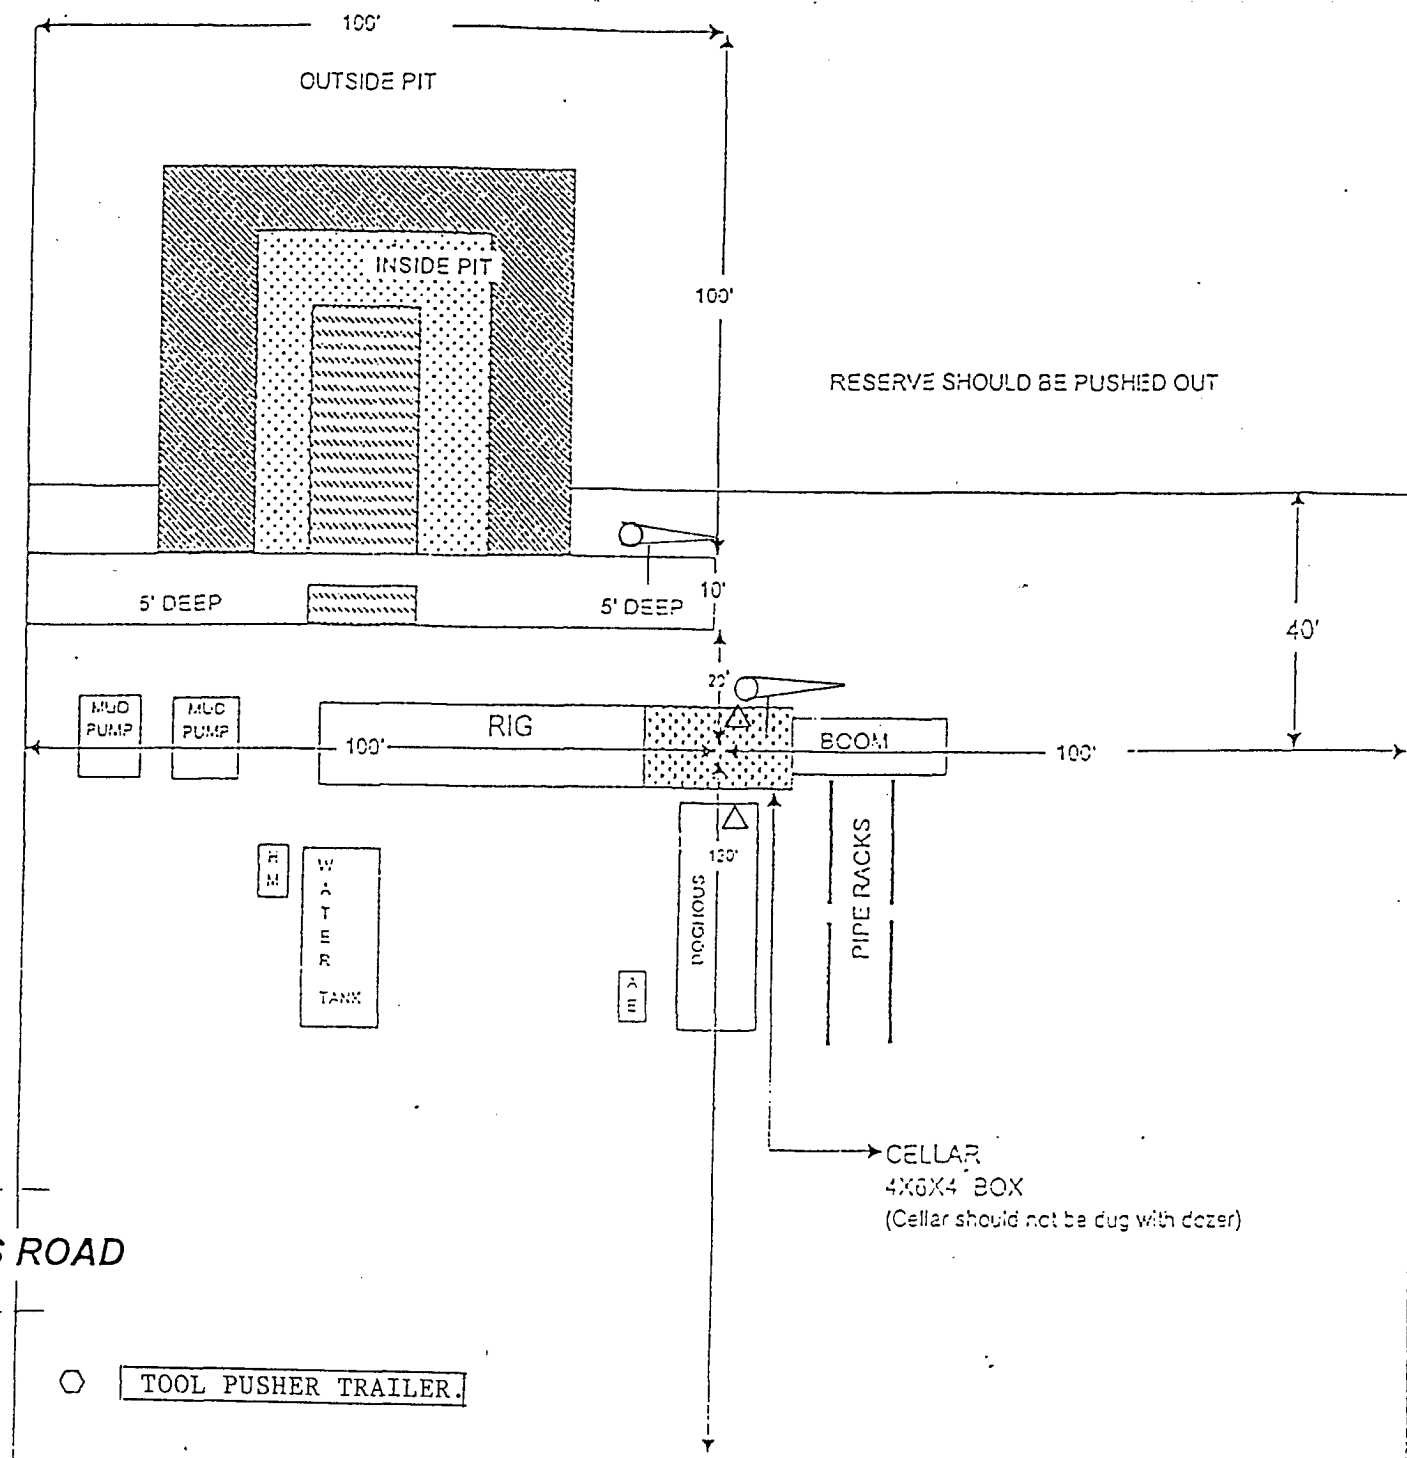 100'
OUTSIDE PIT
INSIDE PIT
100'
RESERVE SHOULD BE PUSHED OUT
5' DEEP
5' DEEP
10'
40'
20'
MUD
PUMP
MUD
PUMP
RIG
100'
BOOM
100'
H
M
WATER
TANK
DOGHOUS
120'
PIPE RACKS
A
E
CELLAR
4X6X4 BOX
(Cellar should not be dug with dozer)
S ROAD
TOOL PUSHER TRAILER.